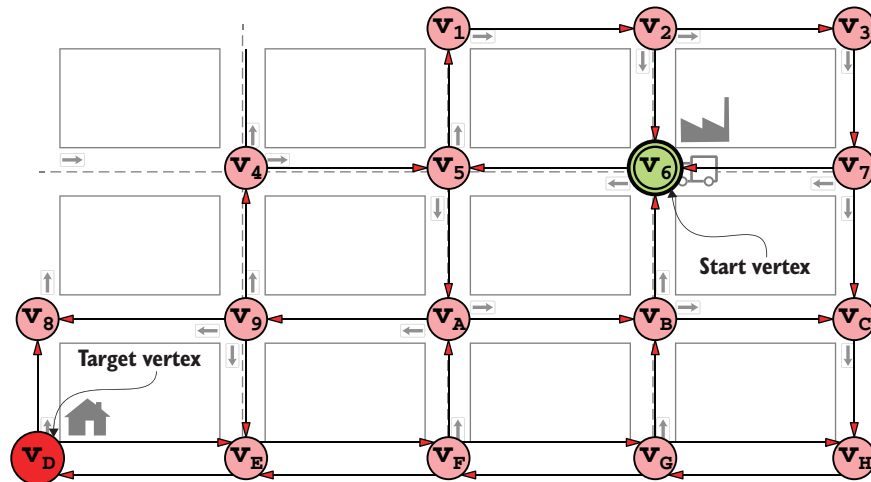 v1 v2 v3
v4 v5 v6 v7
Start vertex
v8 v9 vA vB vC
Target vertex
vD vE vF vG vH